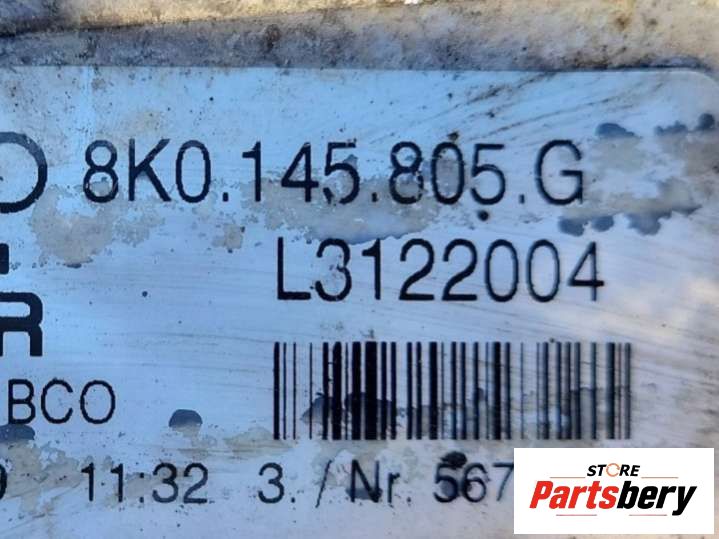 8K0.145.805.G
L3122004
R
BCO
11:32 3./Nr. 567
STORE
Partsbery